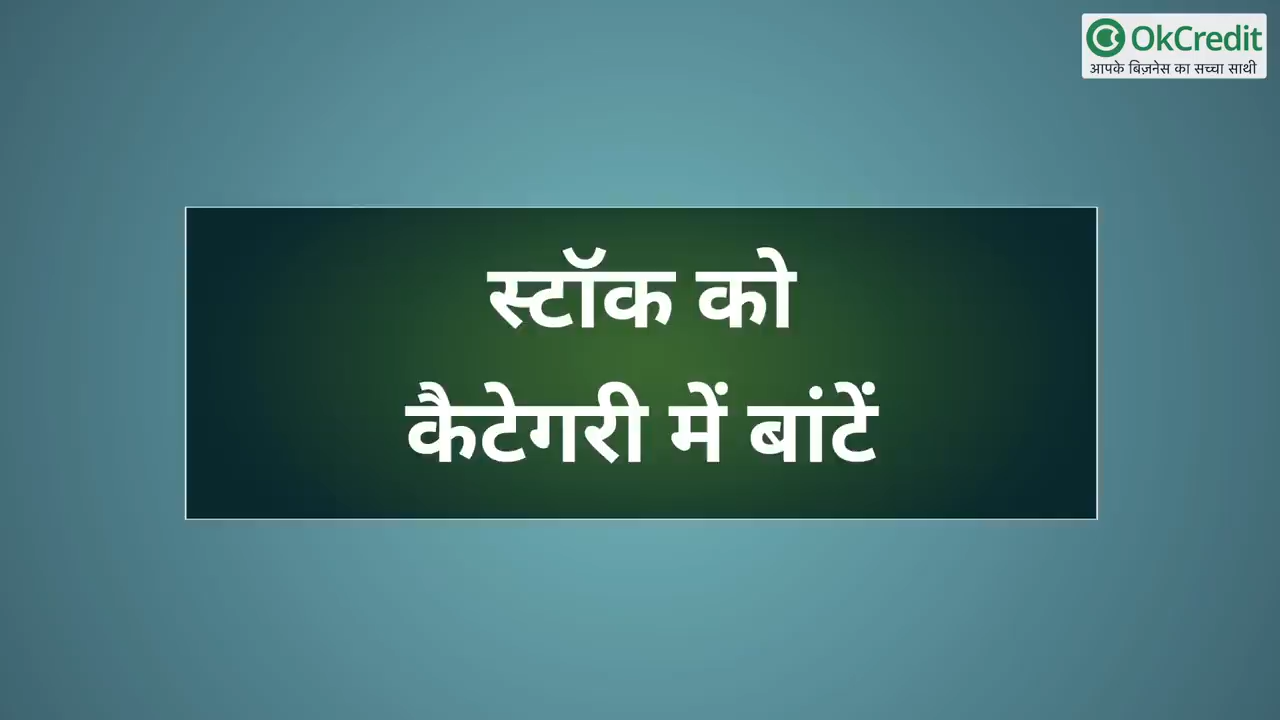 OkCredit
आपके बिज़नेस का सच्चा साथी
स्टॉक को
कैटेगरी में बांटें